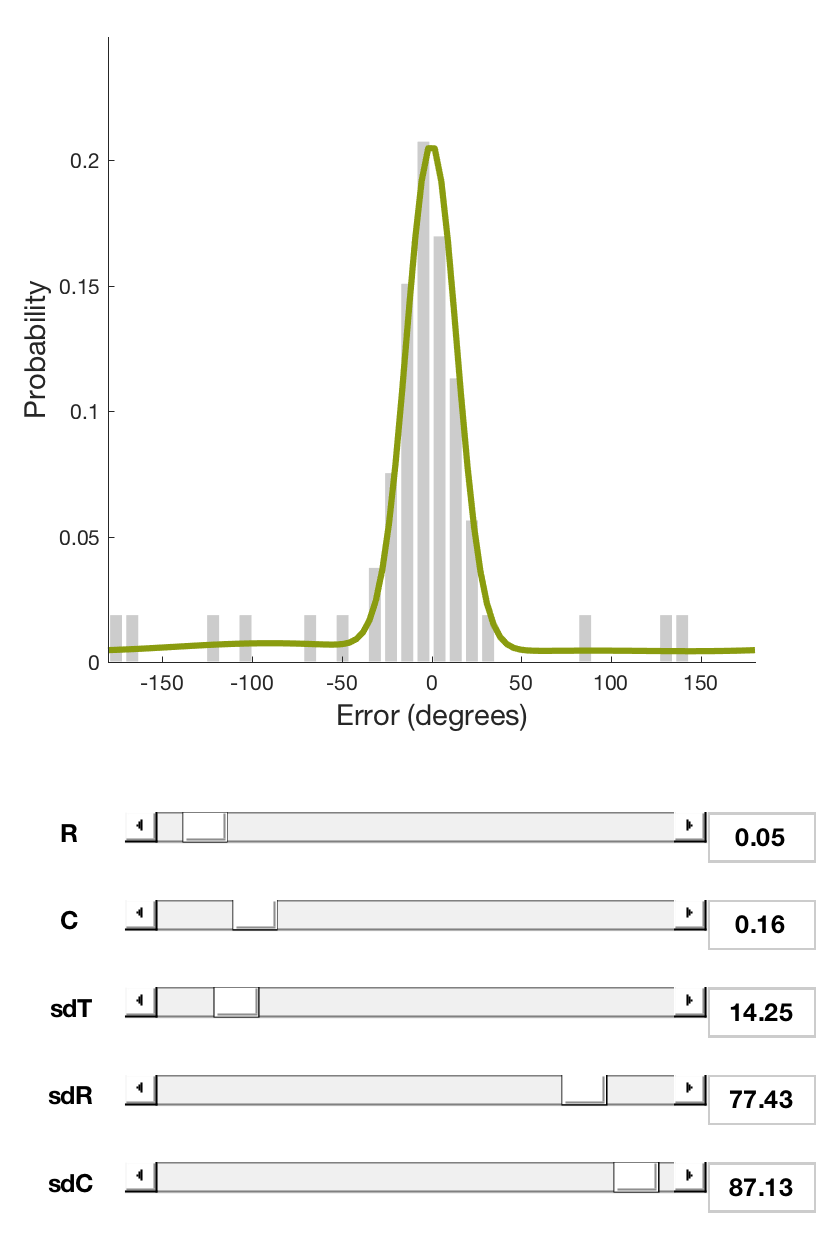 0.2
0.15
0.1
0.05
0
Probability
-150 -100 -50 0 50 100 150
Error (degrees)
R 0.05
C 0.16
sdT 14.25
sdR 77.43
sdC 87.13